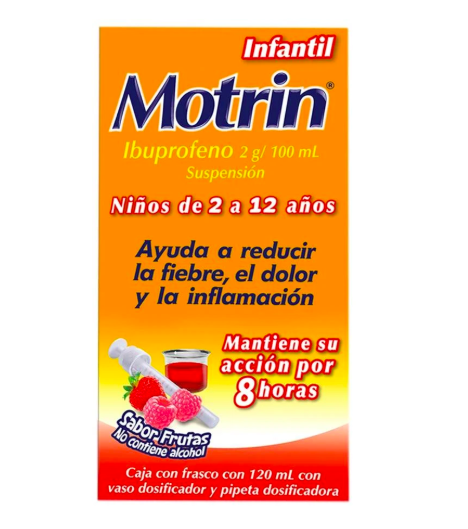 Infantil
Motrin®
Ibuprofeno 2 g/ 100 mL
Suspensión
Niños de 2 a 12 años
Ayuda a reducir
la fiebre, el dolor
y la inflamación
Mantiene su
acción por
8 horas
Sabor Frutas
No contiene alcohol
Caja con frasco con 120 mL con
vaso dosificador y pipeta dosificadora